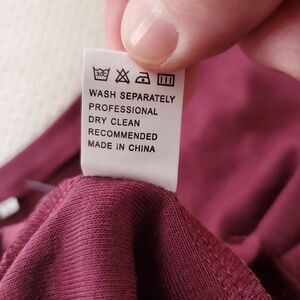 WASH SEPARATELY
PROFESSIONAL
DRY CLEAN
RECOMMENDED
MADE IN CHINA